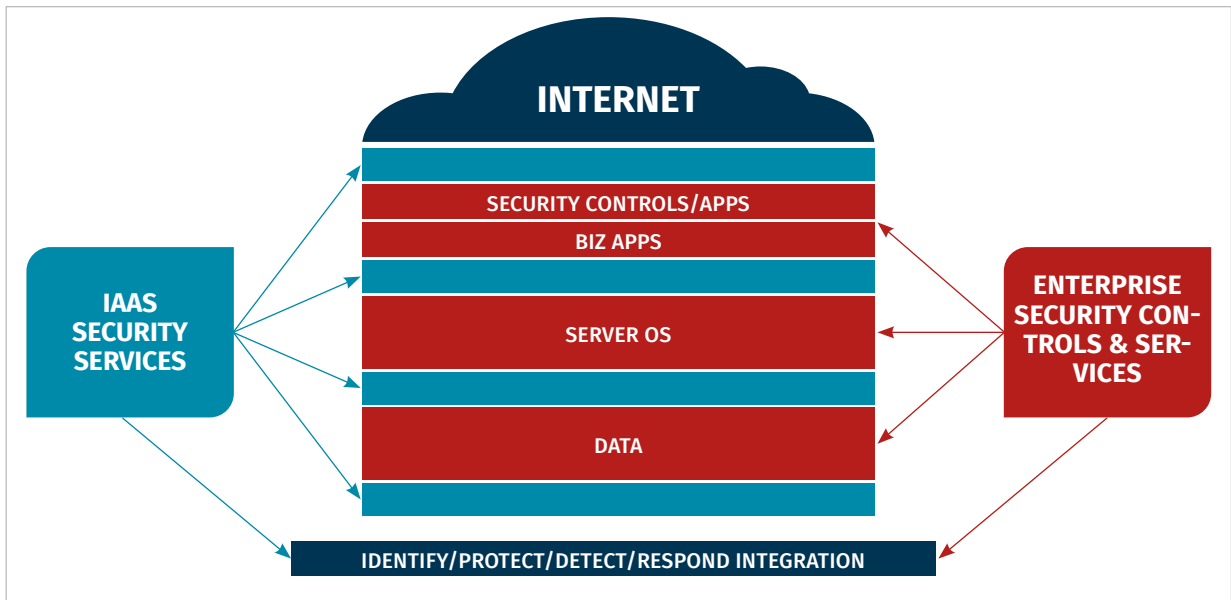 INTERNET
SECURITY CONTROLS/APPS
BIZ APPS
IAAS
SECURITY
SERVICES
SERVER OS
ENTERPRISE
SECURITY CON-
TROLS & SER-
VICES
DATA
IDENTIFY/PROTECT/DETECT/RESPOND INTEGRATION